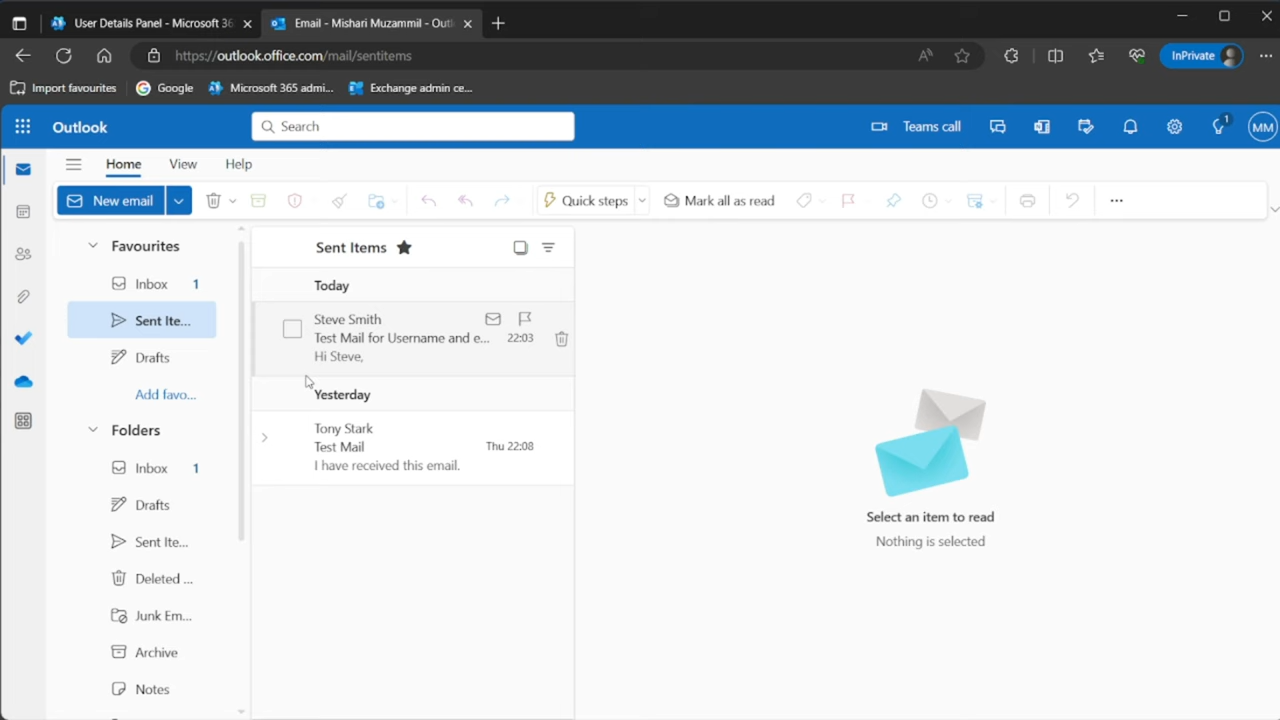 User Details Panel - Microsoft 36
Email - Mishari Muzammil - Outl
https://outlook.office.com/mail/sentitems
InPrivate
Import favourites
Google
Microsoft 365 admi...
Exchange admin ce...
Outlook
Search
Teams call
1
MM
Home
View
Help
New email
Quick steps
Mark all as read
Favourites
Inbox 1
Sent Ite...
Drafts
Add favo...
Folders
Inbox 1
Drafts
Sent Ite...
Deleted ...
Junk Em...
Archive
Notes
Sent Items
Today
Steve Smith
Test Mail for Username and e... 22:03
Hi Steve,
Yesterday
Tony Stark
Test Mail Thu 22:08
I have received this email.
Select an item to read
Nothing is selected